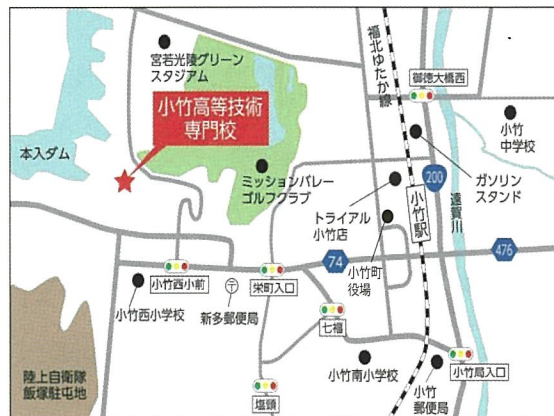 宮若光陵グリーン
スタジアム
福北ゆたか線
御徳大橋西
小竹高等技術
専門校
小竹
中学校
本入ダム
ミッションバレー
ゴルフクラブ
トライアル
小竹店
小竹駅
200
ガソリン
スタンド
遠賀川
小竹町
役場
74
476
小竹西小前
栄町入口
小竹西小学校
新多郵便局
七福
陸上自衛隊
飯塚駐屯地
塩頭
小竹南小学校
小竹局入口
小竹
郵便局